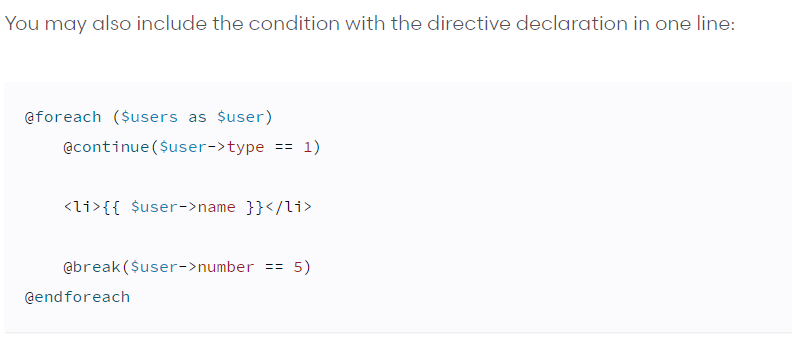 You may also include the condition with the directive declaration in one line:
@foreach ($users as $user)
    @continue($user->type == 1)
    <li>{{ $user->name }}</li>
    @break($user->number == 5)
@endforeach